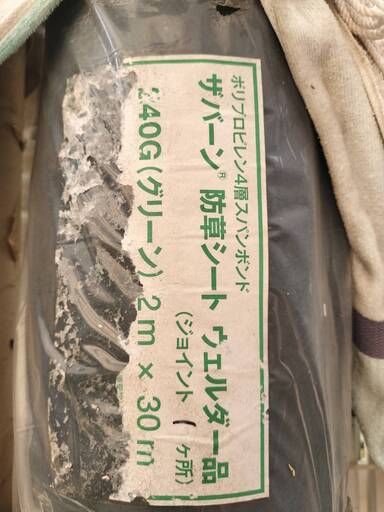 ポリプロピレン4層スパンボンド
ザバーン® 防草シート ウェルダー品
(ジョイント 1 ヶ所)
240G(グリーン) 2m × 30m